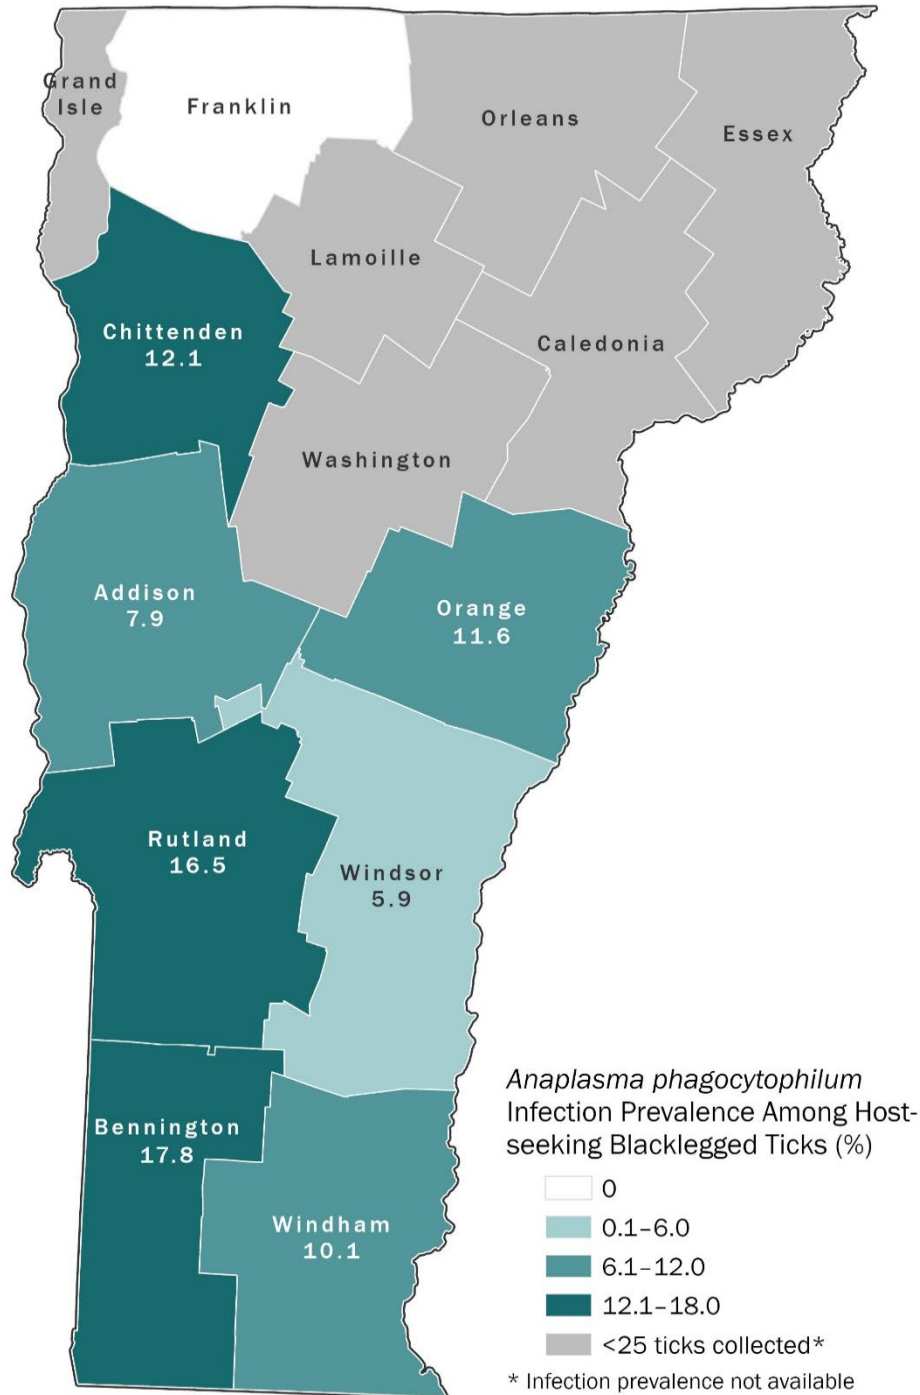 Grand
Isle
Franklin
Orleans
Essex
Lamoille
Chittenden
12.1
Caledonia
Washington
Addison
7.9
Orange
11.6
Rutland
16.5
Windsor
5.9
Bennington
17.8
Windham
10.1
Anaplasma phagocytophilum
Infection Prevalence Among Host-
seeking Blacklegged Ticks (%)
0
0.1–6.0
6.1–12.0
12.1–18.0
<25 ticks collected*
* Infection prevalence not available